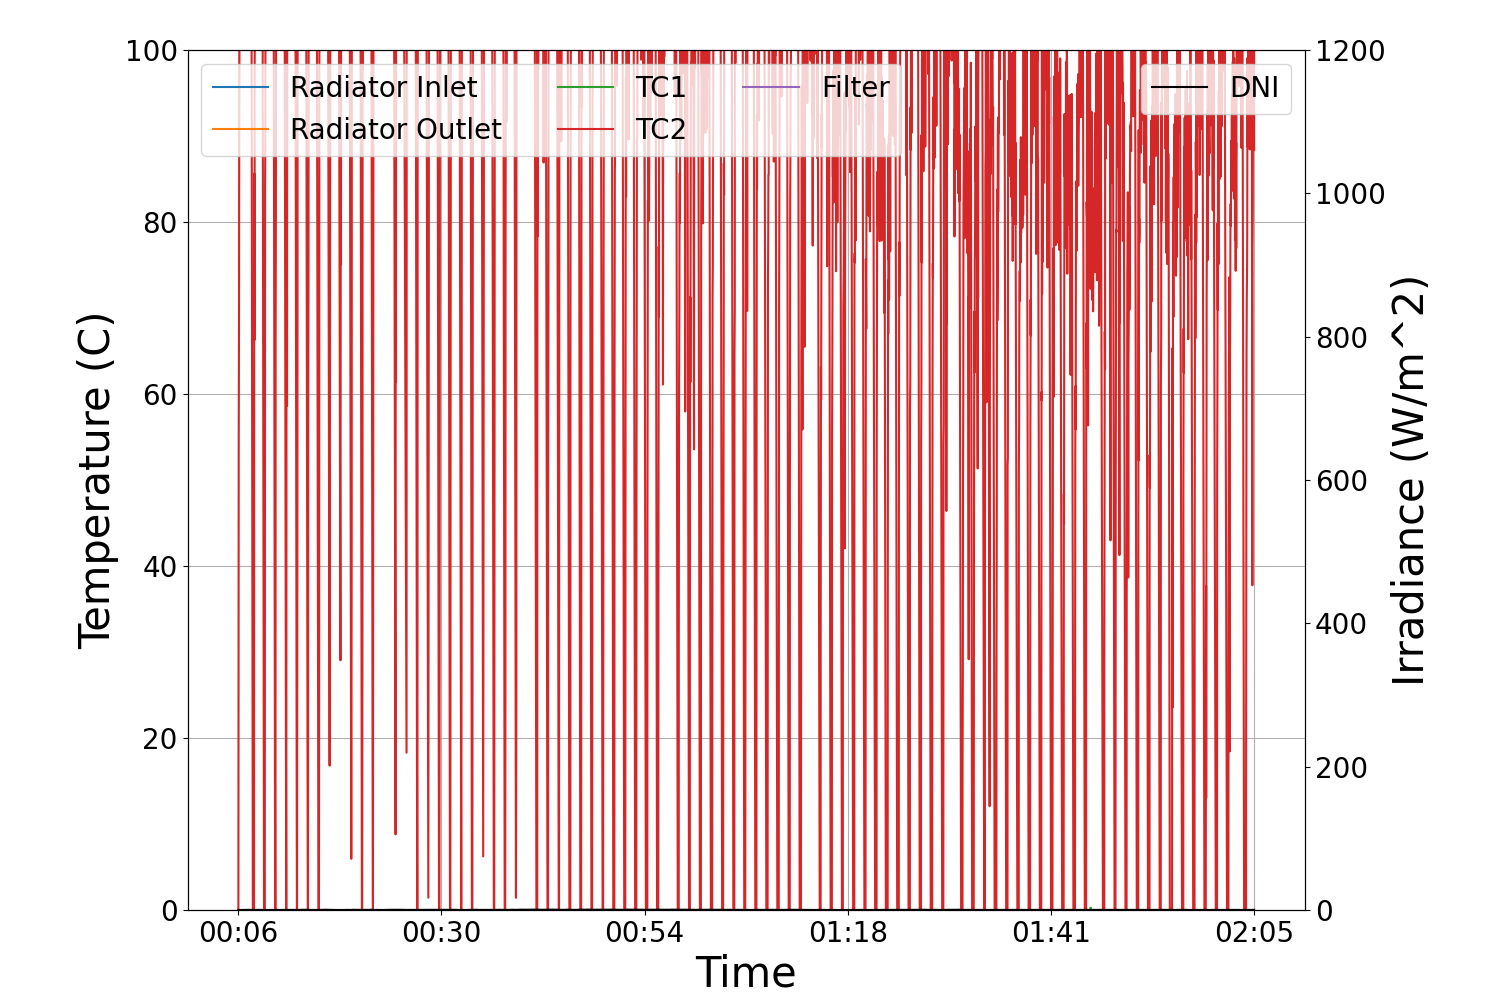 Radiator Inlet
Radiator Outlet
TC1
TC2
Filter
DNI
Temperature (C)
100
80
60
40
20
0
Irradiance (W/m^2)
1200
1000
800
600
400
200
0
00:06
00:30
00:54
01:18
01:41
02:05
Time